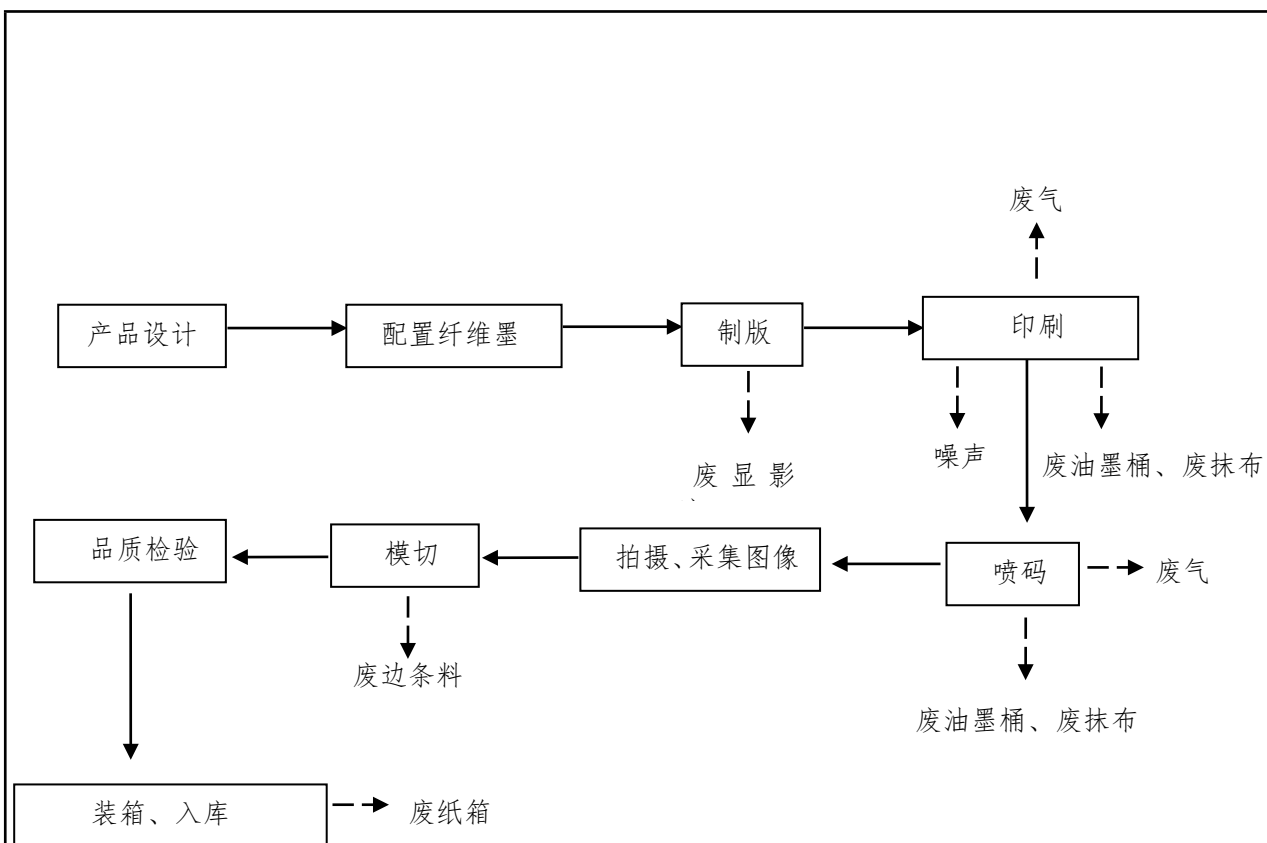 废气
产品设计
配置纤维墨
制版
印刷
噪声
废油墨桶、废抹布
废显影
品质检验
模切
拍摄、采集图像
喷码
废气
废边条料
废油墨桶、废抹布
装箱、入库
废纸箱